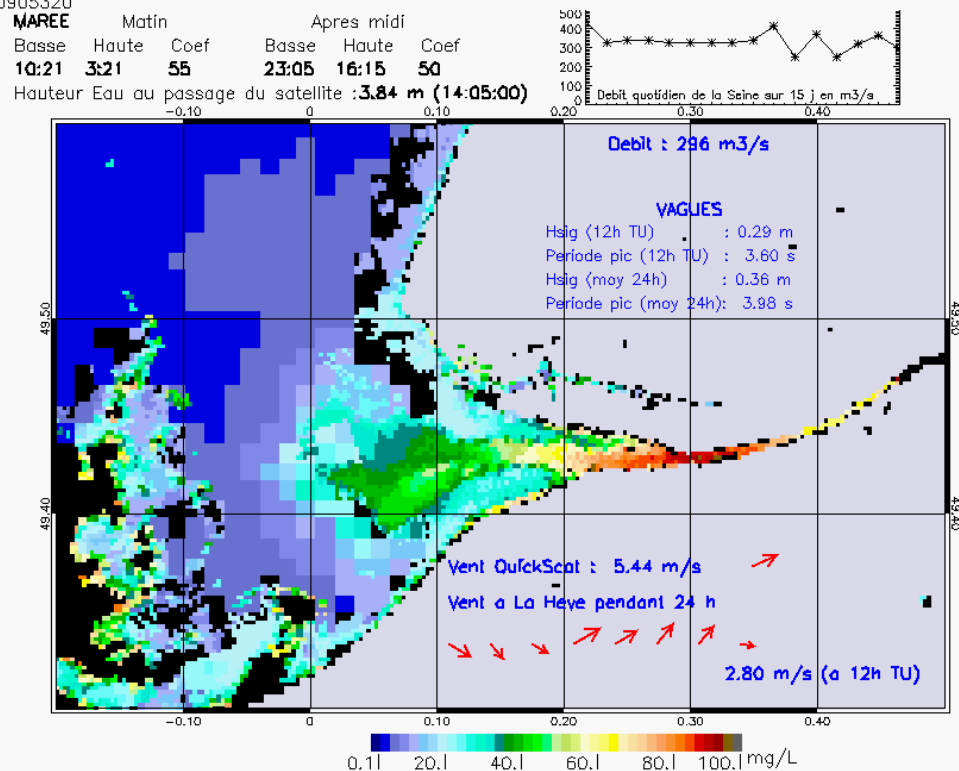 0905320
MAREE Matin Apres midi
Basse Haute Coef Basse Haute Coef
10:21 3:21 55 23:05 16:15 50
Hauteur Eau au passage du satellite : 3.84 m (14:05:00)
500
400
300
200
100
0
Debit quotidien de la Seine sur 15 j en m3/s
-0.10 0 0.10 0.20 0.30 0.40
Debit : 296 m3/s
VAGUES
Hsig (12h TU) : 0.29 m
Periode pic (12h TU) : 3.60 s
Hsig (moy 24h) : 0.36 m
Periode pic (moy 24h): 3.98 s
49.50 49.50
49.40 49.40
Vent QuickScat : 5.44 m/s
Vent a La Heve pendant 24 h
2.80 m/s (a 12h TU)
-0.10 0 0.10 0.20 0.30 0.40
0.1 20. 40. 60. 80. 100. mg/L